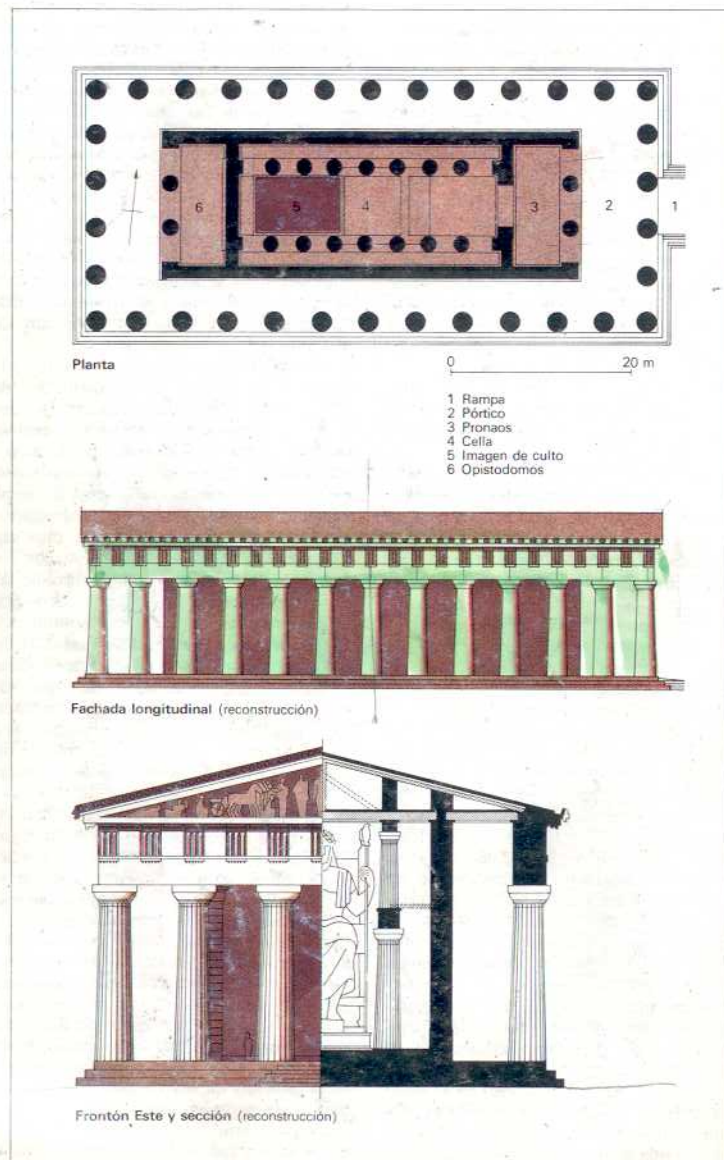 6
5
4
3
2
1
Planta
0 20 m
1 Rampa
2 Pórtico
3 Pronaos
4 Cella
5 Imagen de culto
6 Opistodomos
Fachada longitudinal (reconstrucción)
Frontón Este y sección (reconstrucción)